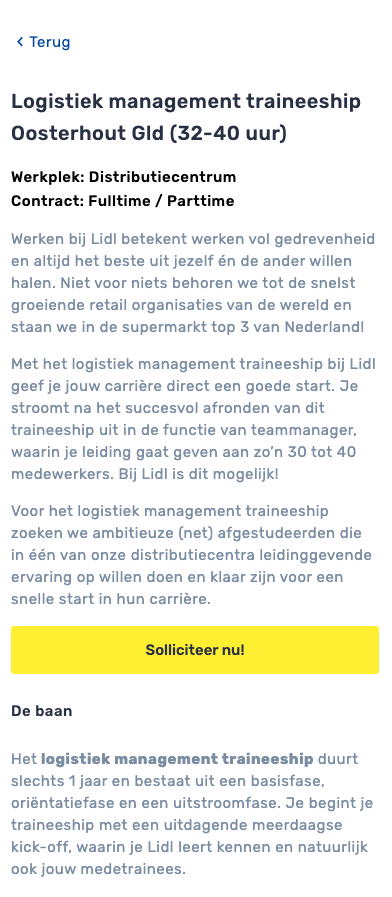 Terug
Logistiek management traineeship
Oosterhout Gld (32-40 uur)
Werkplek: Distributiecentrum
Contract: Fulltime / Parttime
Werken bij Lidl betekent werken vol gedrevenheid
en altijd het beste uit jezelf én de ander willen
halen. Niet voor niets behoren we tot de snelst
groeiende retail organisaties van de wereld en
staan we in de supermarkt top 3 van Nederland!
Met het logistiek management traineeship bij Lidl
geef je jouw carrière direct een goede start. Je
stroomt na het succesvol afronden van dit
traineeship uit in de functie van teammanager,
waarin je leiding gaat geven aan zo’n 30 tot 40
medewerkers. Bij Lidl is dit mogelijk!
Voor het logistiek management traineeship
zoeken we ambitieuze (net) afgestudeerden die
in één van onze distributiecentra leidinggevende
ervaring op willen doen en klaar zijn voor een
snelle start in hun carrière.
Solliciteer nu!
De baan
Het logistiek management traineeship duurt
slechts 1 jaar en bestaat uit een basisfase,
oriëntatiefase en een uitstroomfase. Je begint je
traineeship met een uitdagende meerdaagse
kick-off, waarin je Lidl leert kennen en natuurlijk
ook jouw medetrainees.